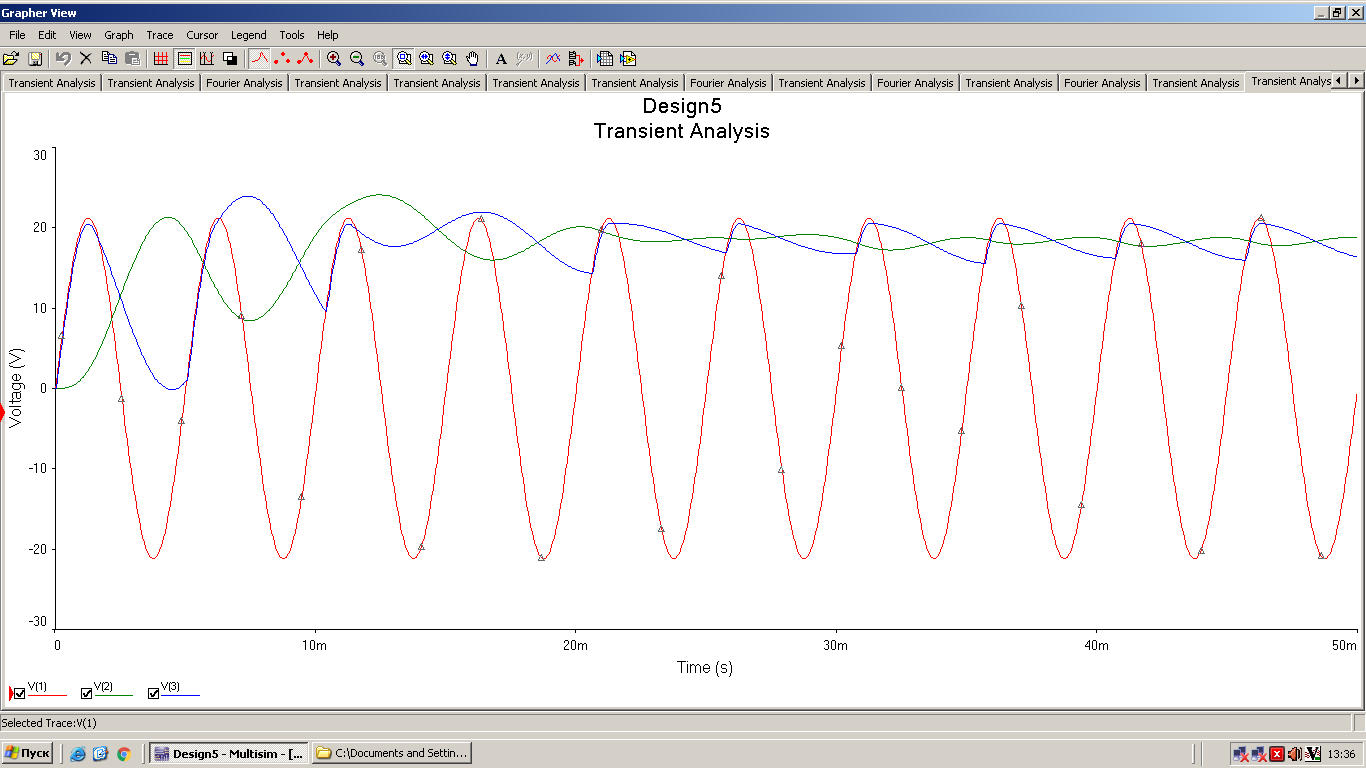 Grapher View
File Edit View Graph Trace Cursor Legend Tools Help
A
Transient Analysis Transient Analysis Fourier Analysis Transient Analysis Transient Analysis Transient Analysis Transient Analysis Fourier Analysis Transient Analysis Fourier Analysis Transient Analysis Fourier Analysis Transient Analysis Transient Analys
Design5
Transient Analysis
30
20
10
0
-10
-20
-30
Voltage (V)
0 10m 20m 30m 40m 50m
Time (s)
V(1) V(2) V(3)
Selected Trace:V(1)
Пуск Design5 - Multisim - [... C:\Documents and Settin... 13:36